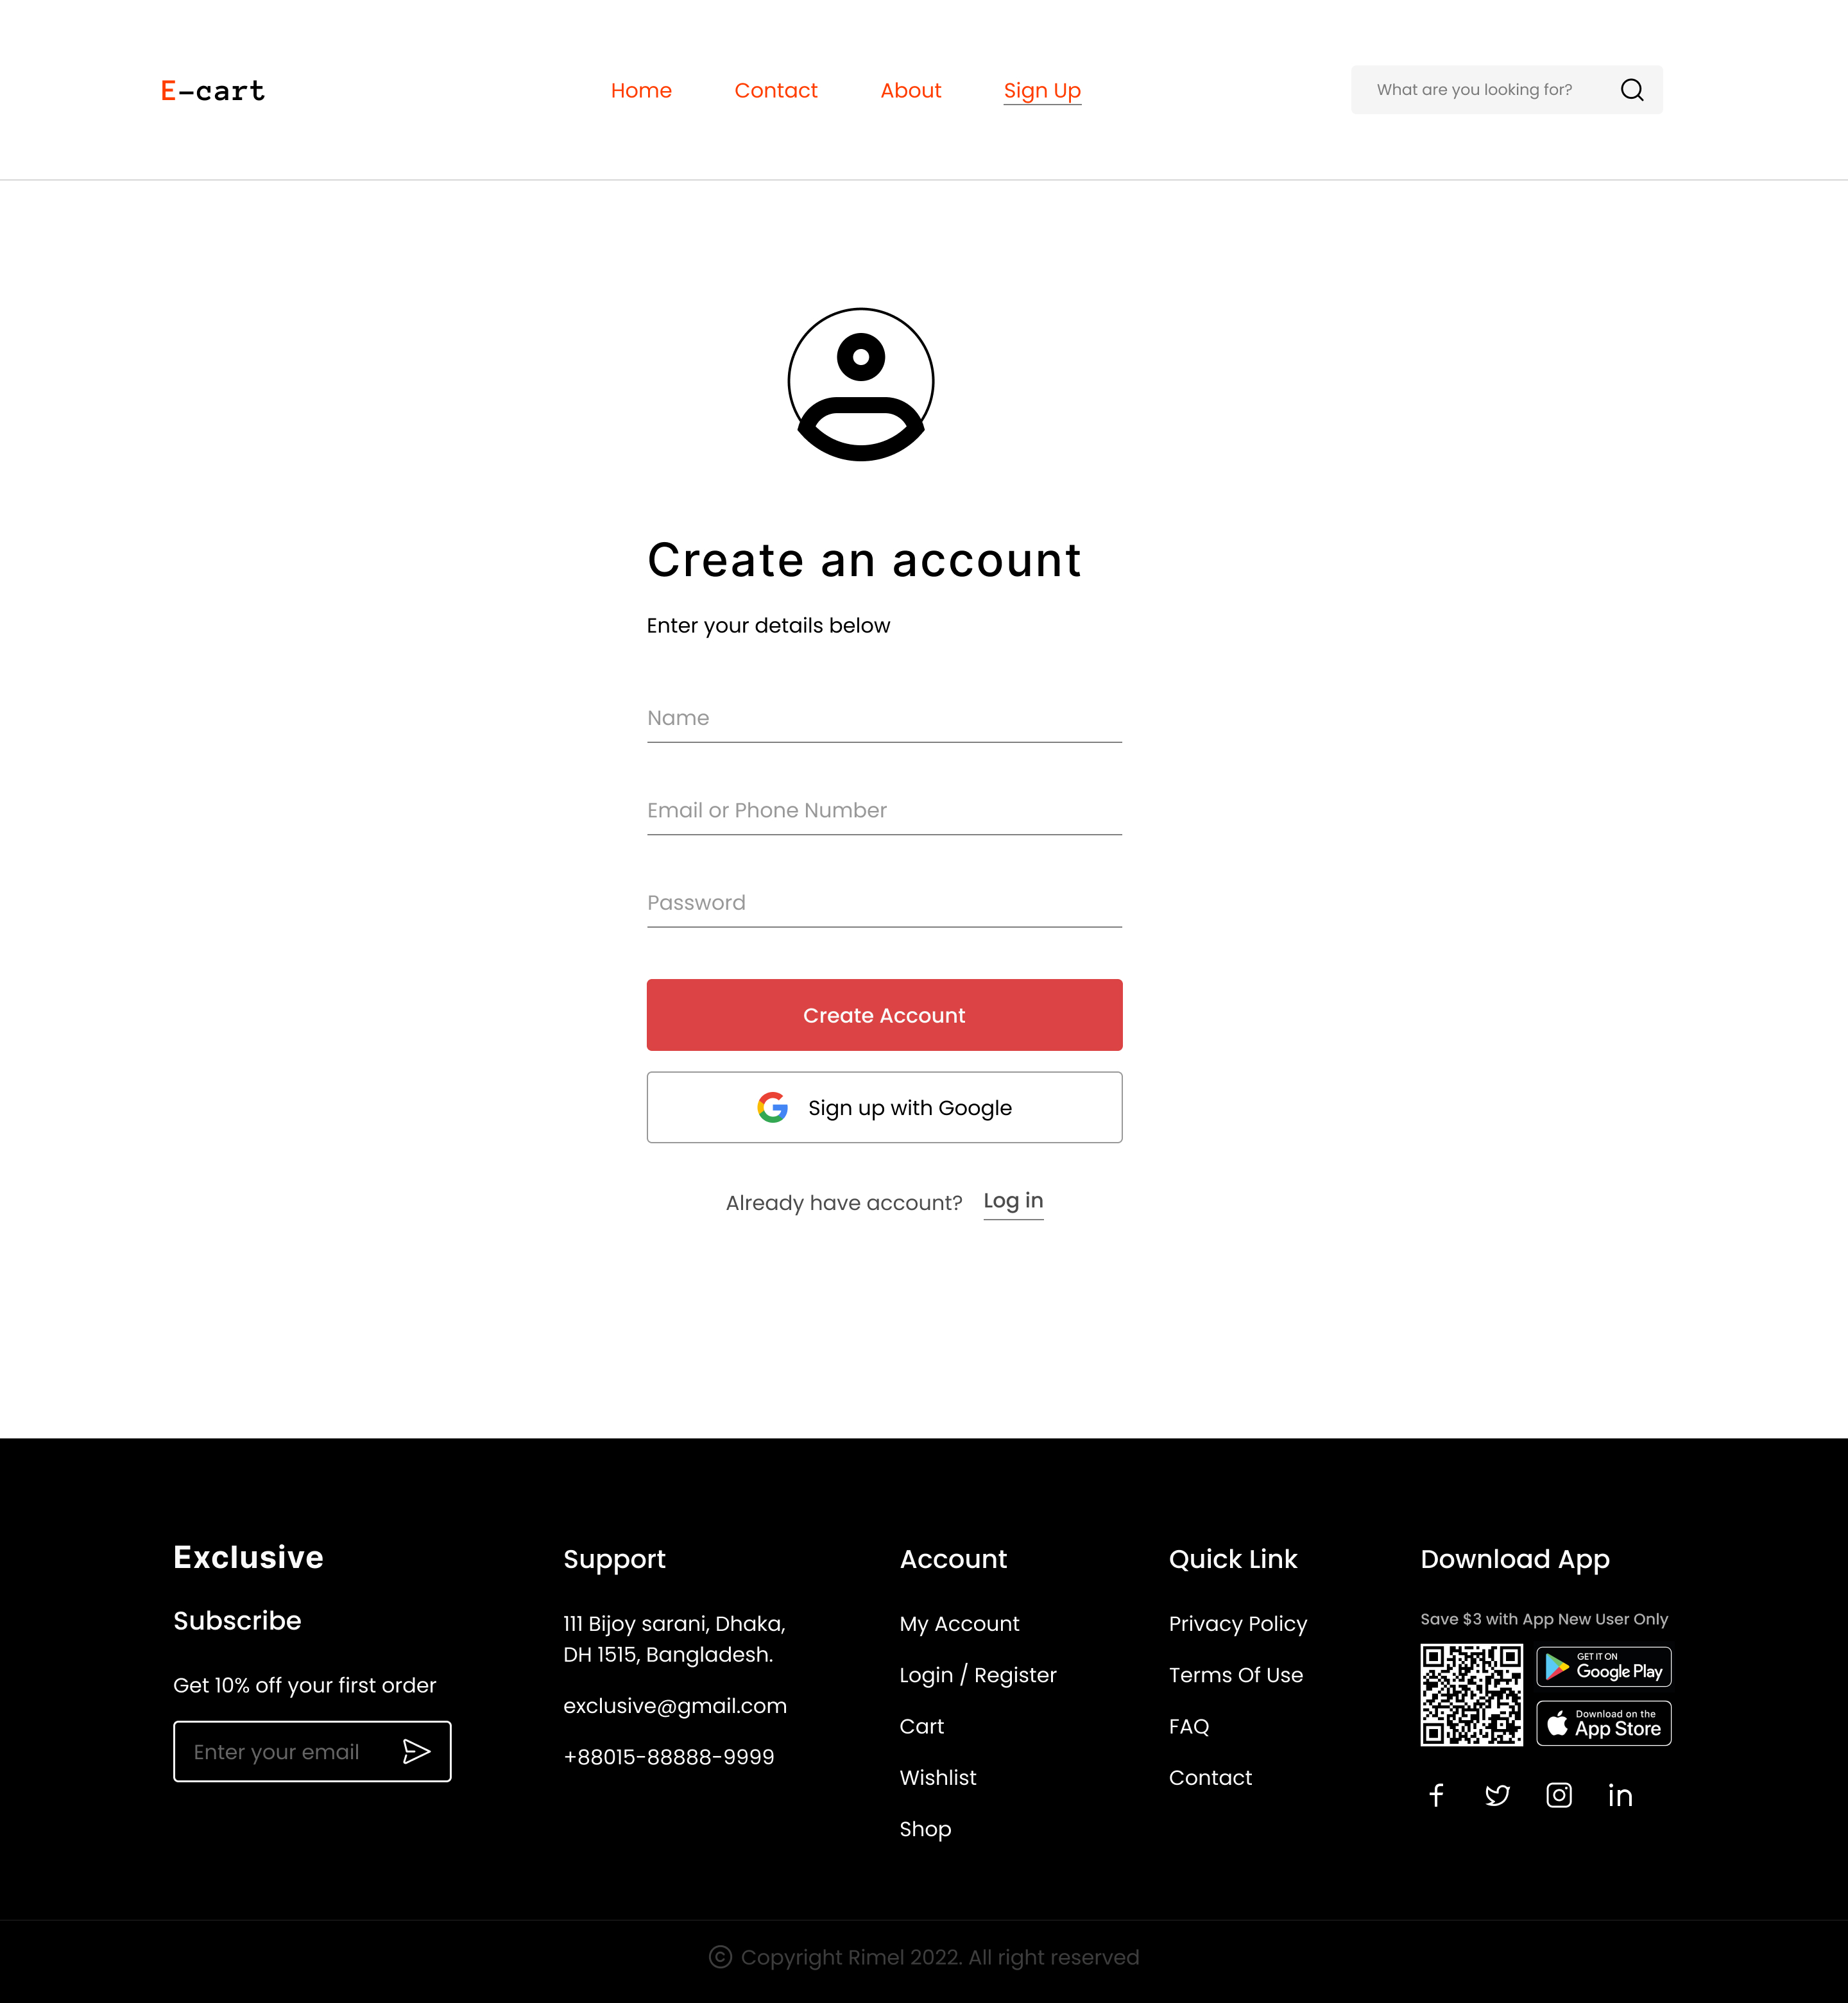 E-cart
Home
Contact
About
Sign Up
What are you looking for?
Create an account
Enter your details below
Name
Email or Phone Number
Password
Create Account
Sign up with Google
Already have account? Log in
Exclusive
Subscribe
Get 10% off your first order
Enter your email
Support
111 Bijoy sarani, Dhaka,
DH 1515, Bangladesh.
exclusive@gmail.com
+88015-88888-9999
Account
My Account
Login / Register
Cart
Wishlist
Shop
Quick Link
Privacy Policy
Terms Of Use
FAQ
Contact
Download App
Save $3 with App New User Only
GET IT ON
Google Play
Download on the
App Store
© Copyright Rimel 2022. All right reserved